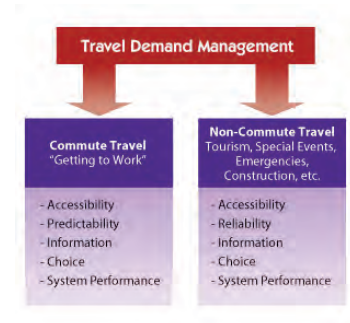 Travel Demand Management
Commute Travel
"Getting to Work"
- Accessibility
- Predictability
- Information
- Choice
- System Performance
Non-Commute Travel
Tourism, Special Events,
Emergencies,
Construction, etc.
- Accessibility
- Reliability
- Information
- Choice
- System Performance